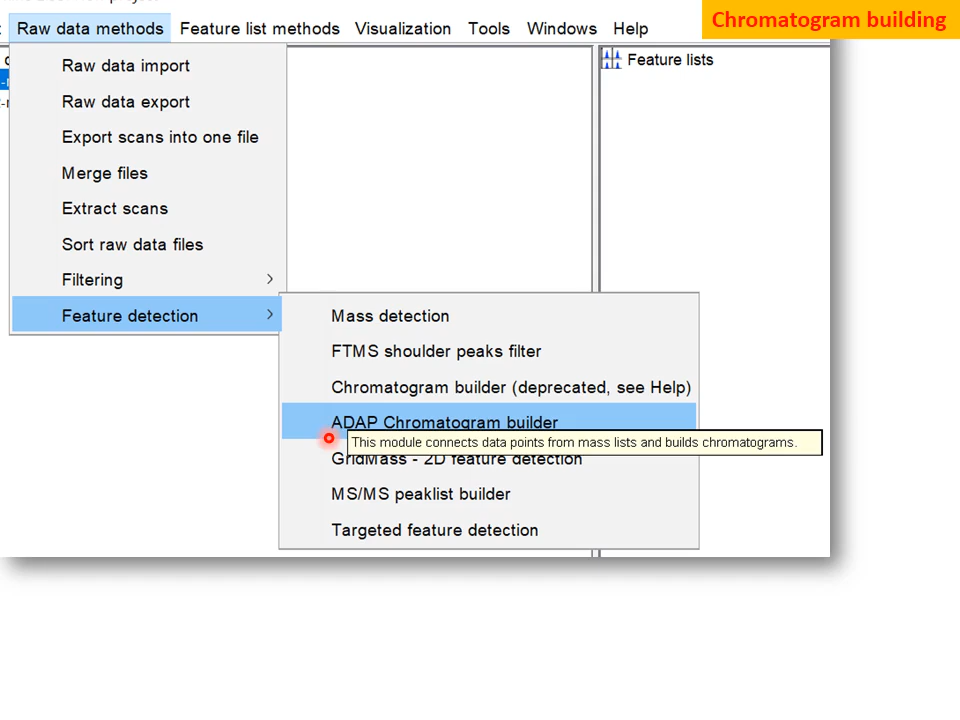 Chromatogram building
Raw data methods Feature list methods Visualization Tools Windows Help
Feature lists
Raw data import
Raw data export
Export scans into one file
Merge files
Extract scans
Sort raw data files
Filtering
Feature detection
Mass detection
FTMS shoulder peaks filter
Chromatogram builder (deprecated, see Help)
ADAP Chromatogram builder
This module connects data points from mass lists and builds chromatograms.
GridMass - 2D feature detection
MS/MS peaklist builder
Targeted feature detection